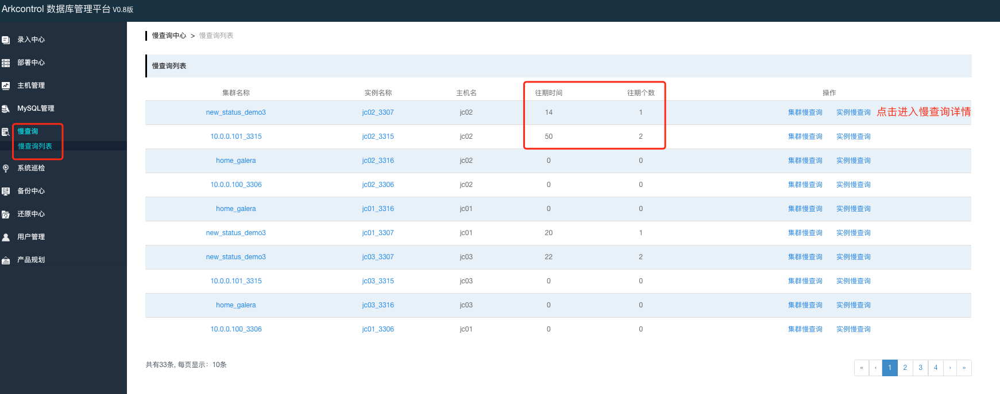 Arkcontrol 数据库管理平台 V0.8版
录入中心
部署中心
主机管理
MySQL管理
慢查询
慢查询列表
系统巡检
备份中心
还原中心
用户管理
产品规划
慢查询中心 > 慢查询列表
慢查询列表
集群名称 实例名称 主机名 往期时间 往期个数 操作
new_status_demo3 jc02_3307 jc02 14 1 集群慢查询 实例慢查询 点击进入慢查询详情
10.0.0.101_3315 jc02_3315 jc02 50 2 集群慢查询 实例慢查询
home_galera jc02_3316 jc02 0 0 集群慢查询 实例慢查询
10.0.0.100_3306 jc02_3306 jc02 0 0 集群慢查询 实例慢查询
home_galera jc01_3316 jc01 0 0 集群慢查询 实例慢查询
new_status_demo3 jc01_3307 jc01 20 1 集群慢查询 实例慢查询
new_status_demo3 jc03_3307 jc03 22 2 集群慢查询 实例慢查询
10.0.0.101_3315 jc03_3315 jc03 0 0 集群慢查询 实例慢查询
home_galera jc03_3316 jc03 0 0 集群慢查询 实例慢查询
10.0.0.100_3306 jc01_3306 jc01 0 0 集群慢查询 实例慢查询
共有33条, 每页显示：10条
« ‹ 1 2 3 4 › »